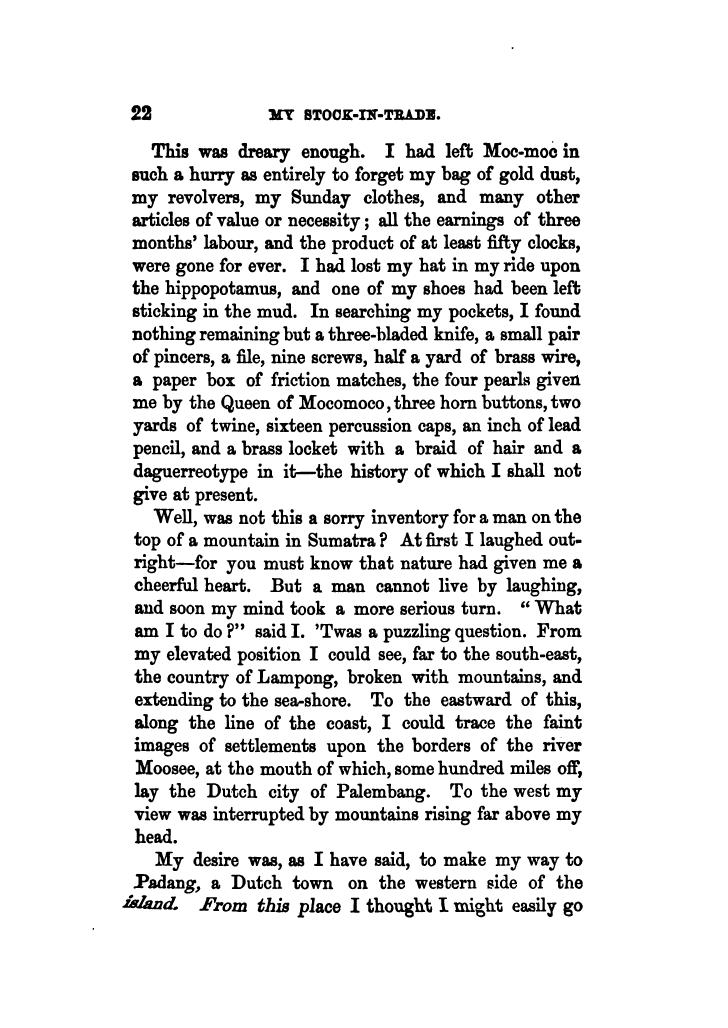 22 MY STOCK-IN-TRADE.
This was dreary enough. I had left Moc-moc in
such a hurry as entirely to forget my bag of gold dust,
my revolvers, my Sunday clothes, and many other
articles of value or necessity; all the earnings of three
months' labour, and the product of at least fifty clocks,
were gone for ever. I had lost my hat in my ride upon
the hippopotamus, and one of my shoes had been left
sticking in the mud. In searching my pockets, I found
nothing remaining but a three-bladed knife, a small pair
of pincers, a file, nine screws, half a yard of brass wire,
a paper box of friction matches, the four pearls given
me by the Queen of Mocomoco, three horn buttons, two
yards of twine, sixteen percussion caps, an inch of lead
pencil, and a brass locket with a braid of hair and a
daguerreotype in it—the history of which I shall not
give at present.
Well, was not this a sorry inventory for a man on the
top of a mountain in Sumatra? At first I laughed out-
right—for you must know that nature had given me a
cheerful heart. But a man cannot live by laughing,
and soon my mind took a more serious turn. "What
am I to do?" said I. 'Twas a puzzling question. From
my elevated position I could see, far to the south-east,
the country of Lampong, broken with mountains, and
extending to the sea-shore. To the eastward of this,
along the line of the coast, I could trace the faint
images of settlements upon the borders of the river
Moosee, at the mouth of which, some hundred miles off,
lay the Dutch city of Palembang. To the west my
view was interrupted by mountains rising far above my
head.
My desire was, as I have said, to make my way to
Padang, a Dutch town on the western side of the
island. From this place I thought I might easily go